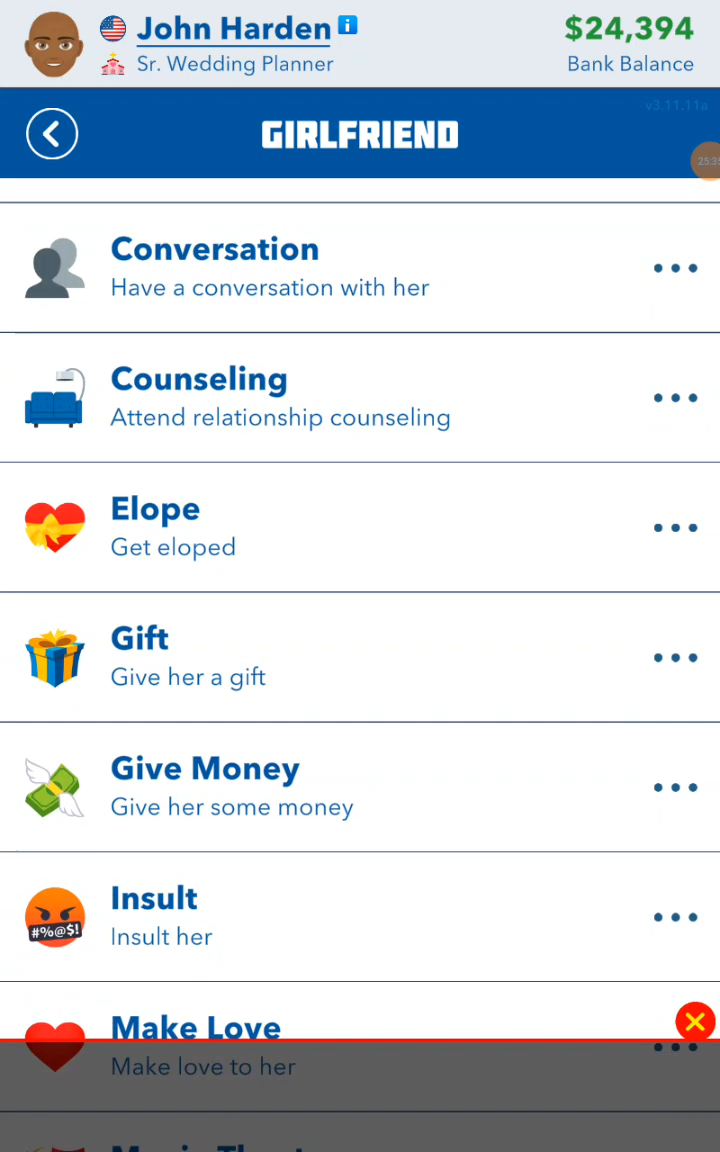 John Harden
$24,394
Sr. Wedding Planner
Bank Balance
v3.11.11a
GIRLFRIEND
Conversation
Have a conversation with her
Counseling
Attend relationship counseling
Elope
Get eloped
Gift
Give her a gift
Give Money
Give her some money
Insult
#%@$!
Insult her
Make Love
Make love to her